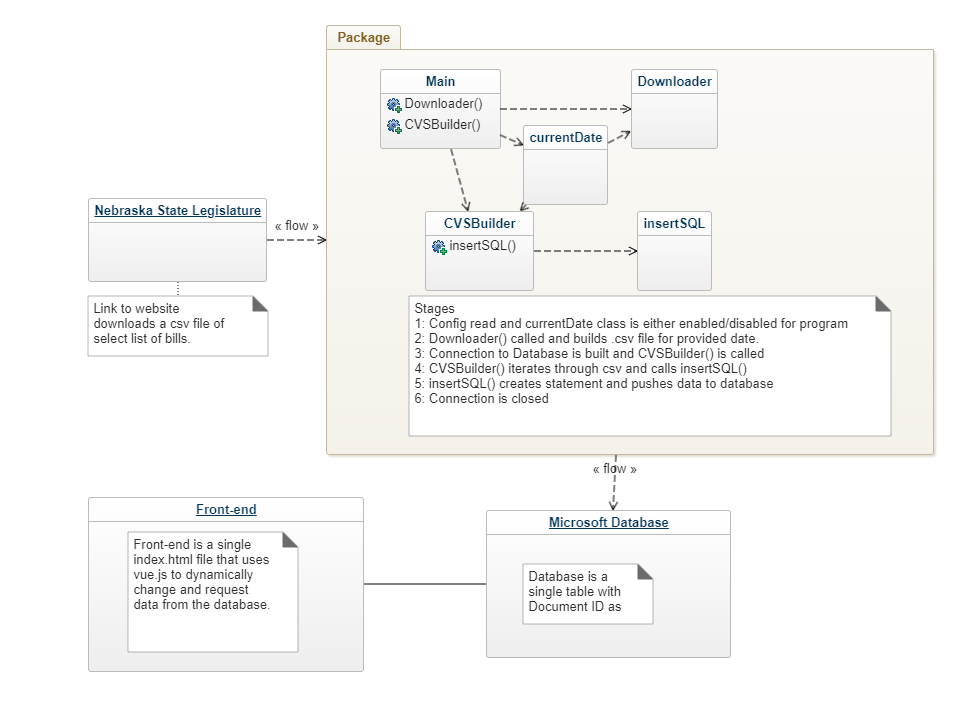 Package
Main
Downloader()
CVSBuilder()
Downloader
currentDate
CVSBuilder
insertSQL()
insertSQL
Nebraska State Legislature
« flow »
Link to website
downloads a csv file of
select list of bills.
Stages
1: Config read and currentDate class is either enabled/disabled for program
2: Downloader() called and builds .csv file for provided date.
3: Connection to Database is built and CVSBuilder() is called
4: CVSBuilder() iterates through csv and calls insertSQL()
5: insertSQL() creates statement and pushes data to database
6: Connection is closed
« flow »
Front-end
Front-end is a single
index.html file that uses
vue.js to dynamically
change and request
data from the database.
Microsoft Database
Database is a
single table with
Document ID as